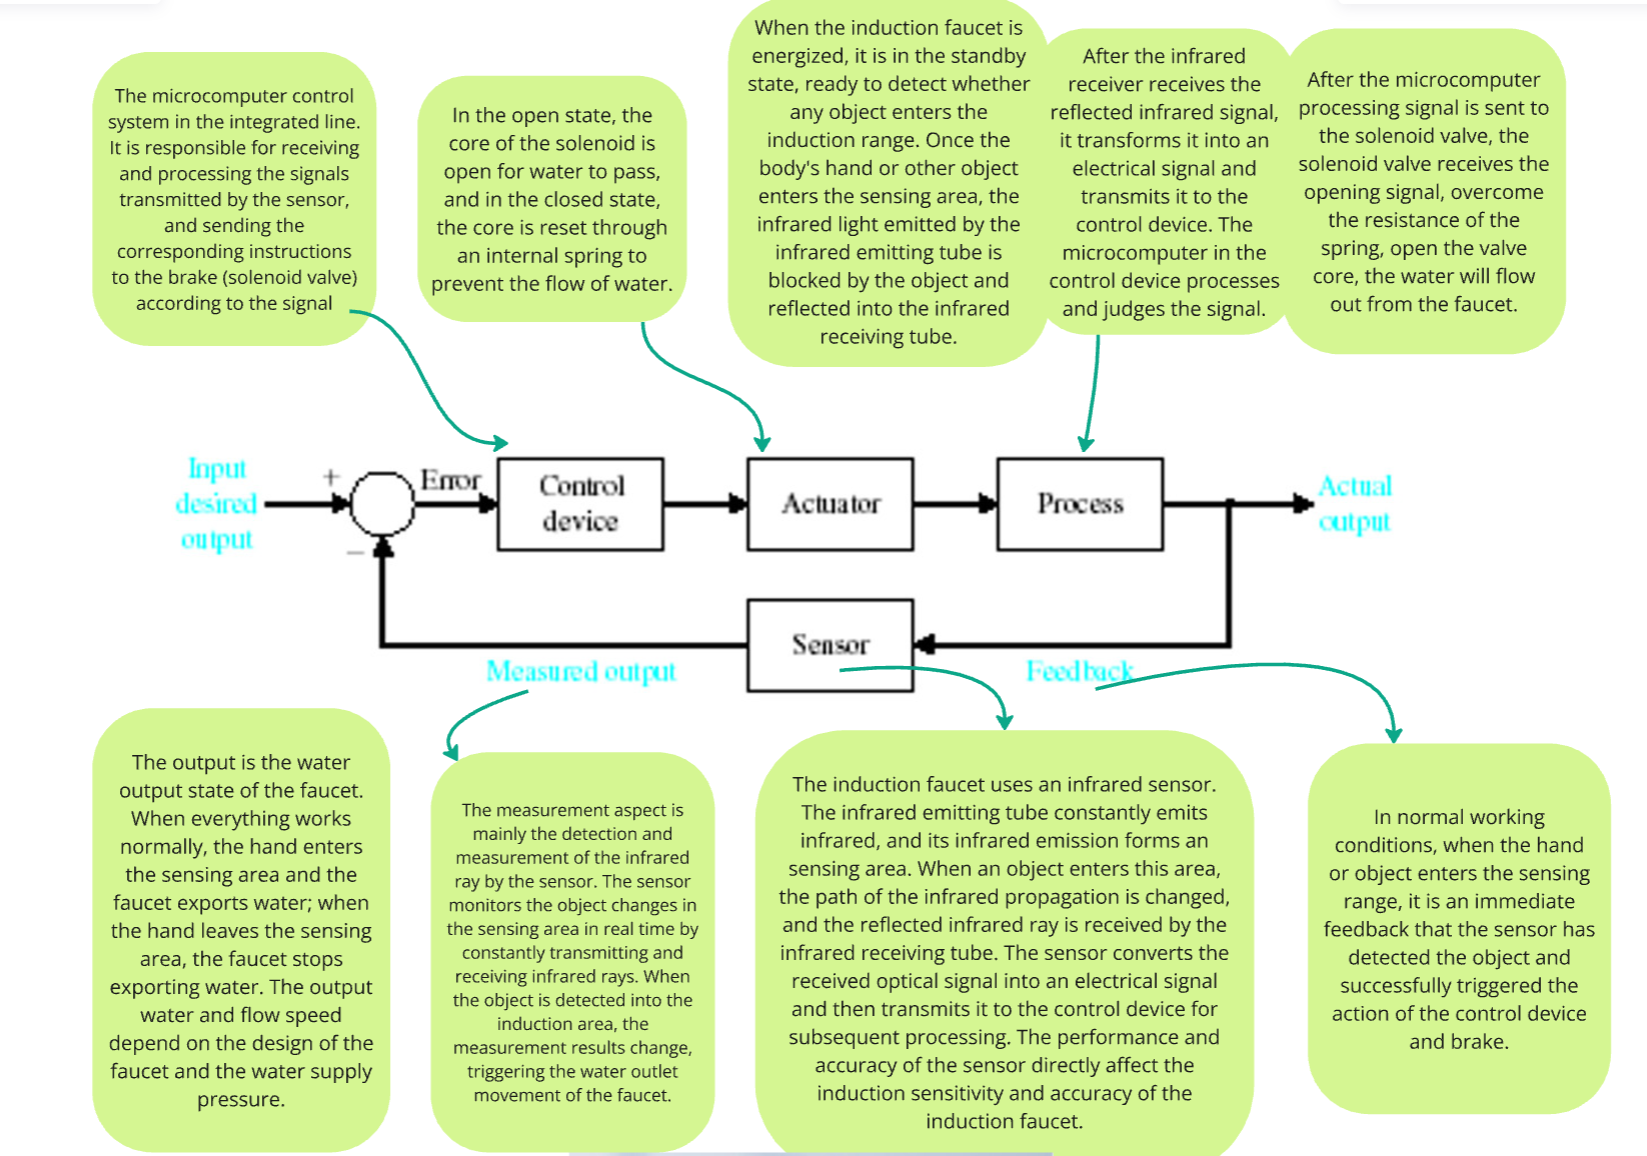 The microcomputer control
system in the integrated line.
It is responsible for receiving
and processing the signals
transmitted by the sensor,
and sending the
corresponding instructions
to the brake (solenoid valve)
according to the signal
In the open state, the
core of the solenoid is
open for water to pass,
and in the closed state,
the core is reset through
an internal spring to
prevent the flow of water.
When the induction faucet is
energized, it is in the standby
state, ready to detect whether
any object enters the
induction range. Once the
body's hand or other object
enters the sensing area, the
infrared light emitted by the
infrared emitting tube is
blocked by the object and
reflected into the infrared
receiving tube.
After the infrared
receiver receives the
reflected infrared signal,
it transforms it into an
electrical signal and
transmits it to the
control device. The
microcomputer in the
control device processes
and judges the signal.
After the microcomputer
processing signal is sent to
the solenoid valve, the
solenoid valve receives the
opening signal, overcome
the resistance of the
spring, open the valve
core, the water will flow
out from the faucet.
Input
desired
output
+
−
Error
Control
device
Actuator
Process
Actual
output
Sensor
Measured output
Feedback
The output is the water
output state of the faucet.
When everything works
normally, the hand enters
the sensing area and the
faucet exports water; when
the hand leaves the sensing
area, the faucet stops
exporting water. The output
water and flow speed
depend on the design of the
faucet and the water supply
pressure.
The measurement aspect is
mainly the detection and
measurement of the infrared
ray by the sensor. The sensor
monitors the object changes in
the sensing area in real time by
constantly transmitting and
receiving infrared rays. When
the object is detected into the
induction area, the
measurement results change,
triggering the water outlet
movement of the faucet.
The induction faucet uses an infrared sensor.
The infrared emitting tube constantly emits
infrared, and its infrared emission forms an
sensing area. When an object enters this area,
the path of the infrared propagation is changed,
and the reflected infrared ray is received by the
infrared receiving tube. The sensor converts the
received optical signal into an electrical signal
and then transmits it to the control device for
subsequent processing. The performance and
accuracy of the sensor directly affect the
induction sensitivity and accuracy of the
induction faucet.
In normal working
conditions, when the hand
or object enters the sensing
range, it is an immediate
feedback that the sensor has
detected the object and
successfully triggered the
action of the control device
and brake.